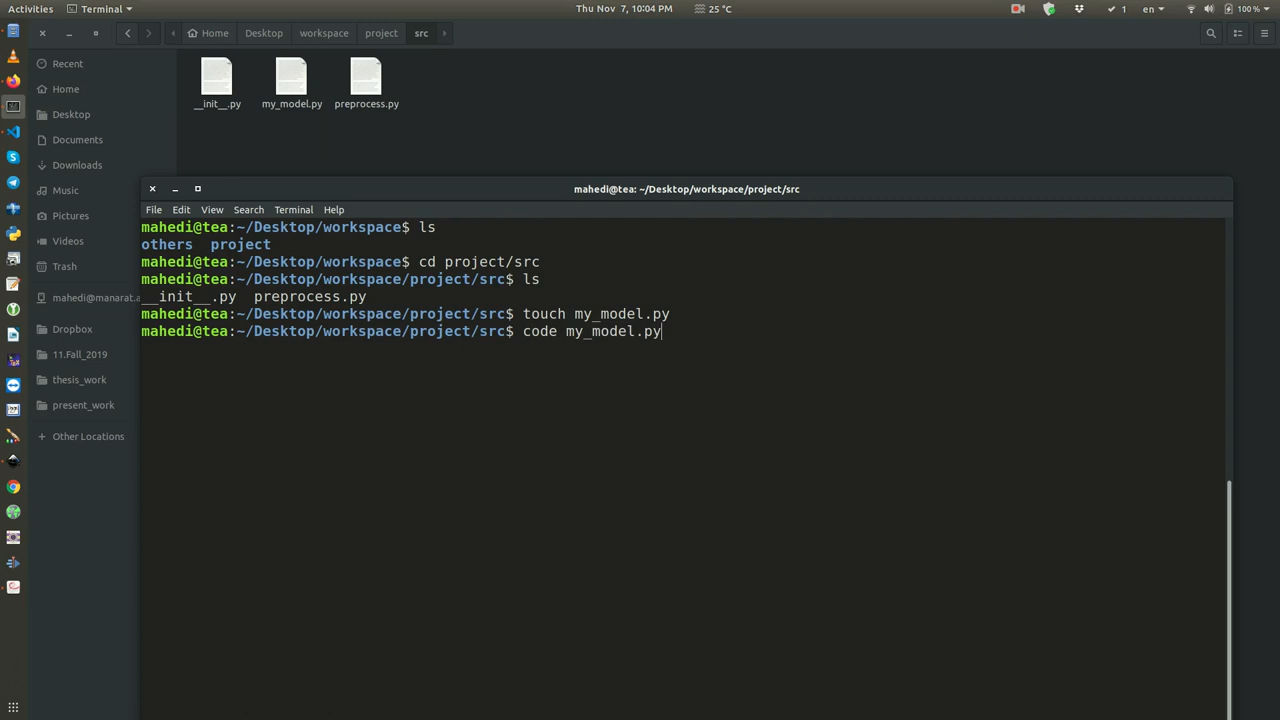 Activities Terminal Thu Nov 7, 10:04 PM 25 °C 1 en 100 %
Home Desktop workspace project src
Recent
Home
Desktop
Documents
Downloads
Music
Pictures
Videos
Trash
mahedi@manarat.a
Dropbox
11.Fall_2019
thesis_work
present_work
Other Locations
__init__.py my_model.py preprocess.py
mahedi@tea: ~/Desktop/workspace/project/src
File Edit View Search Terminal Help
mahedi@tea:~/Desktop/workspace$ ls
others project
mahedi@tea:~/Desktop/workspace$ cd project/src
mahedi@tea:~/Desktop/workspace/project/src$ ls
__init__.py preprocess.py
mahedi@tea:~/Desktop/workspace/project/src$ touch my_model.py
mahedi@tea:~/Desktop/workspace/project/src$ code my_model.py